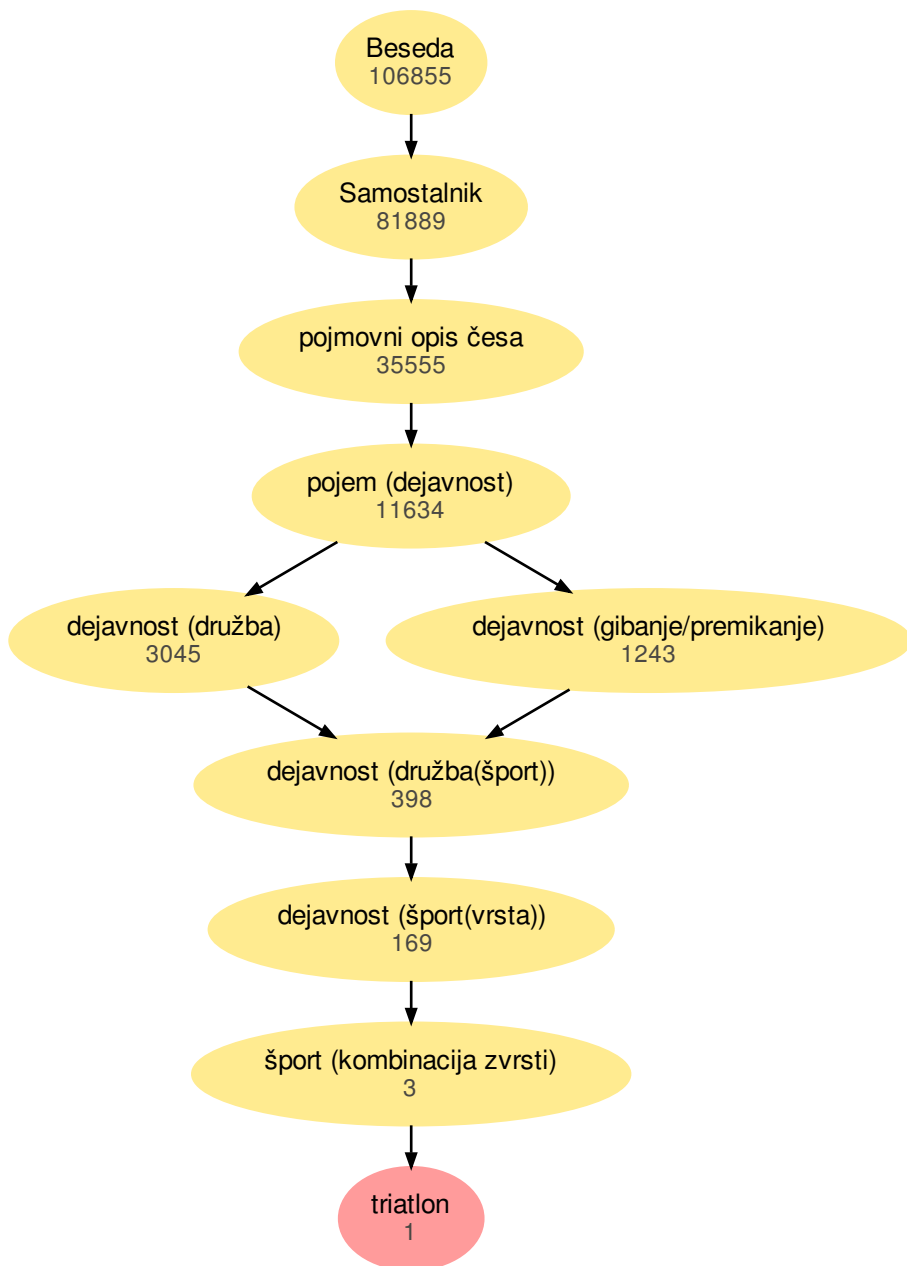 Beseda
106855
Samostalnik
81889
pojmovni opis česa
35555
pojem (dejavnost)
11634
dejavnost (družba)
3045
dejavnost (gibanje/premikanje)
1243
dejavnost (družba(šport))
398
dejavnost (šport(vrsta))
169
šport (kombinacija zvrsti)
3
triatlon
1